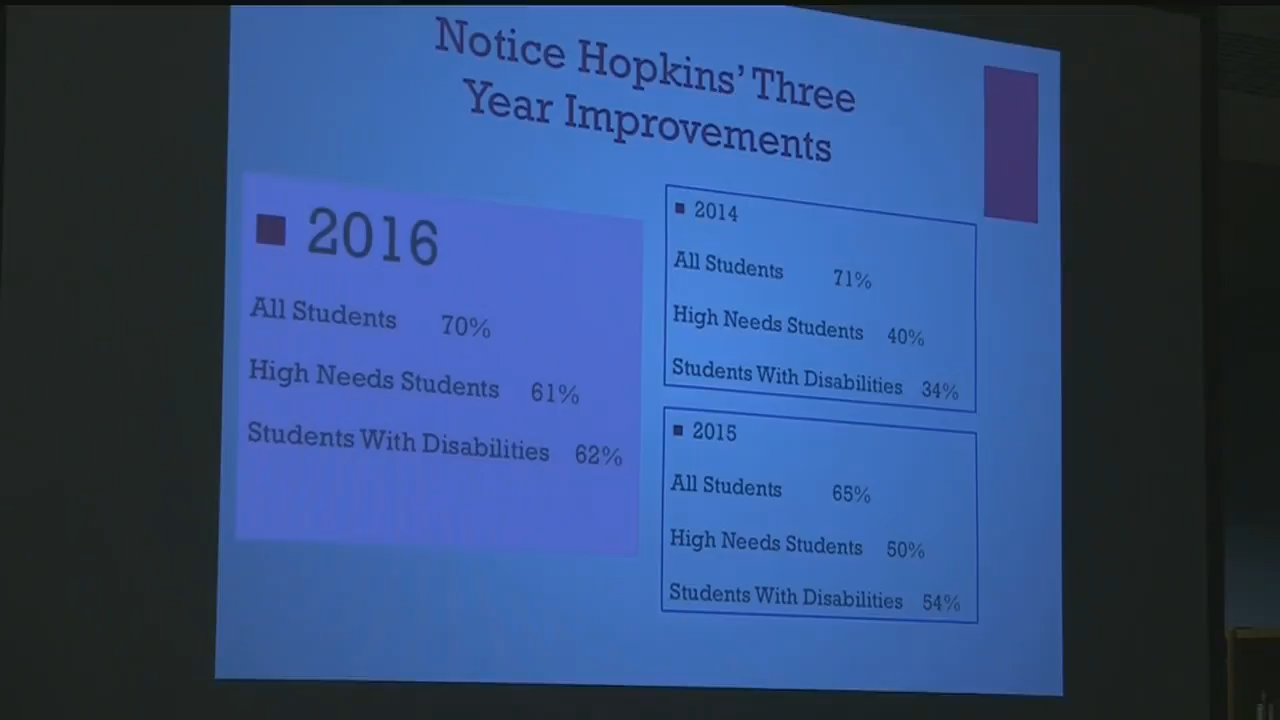 Notice Hopkins' Three
Year Improvements
2016
All Students 70%
High Needs Students 61%
Students With Disabilities 62%
2014
All Students 71%
High Needs Students 40%
Students With Disabilities 34%
2015
All Students 65%
High Needs Students 50%
Students With Disabilities 54%